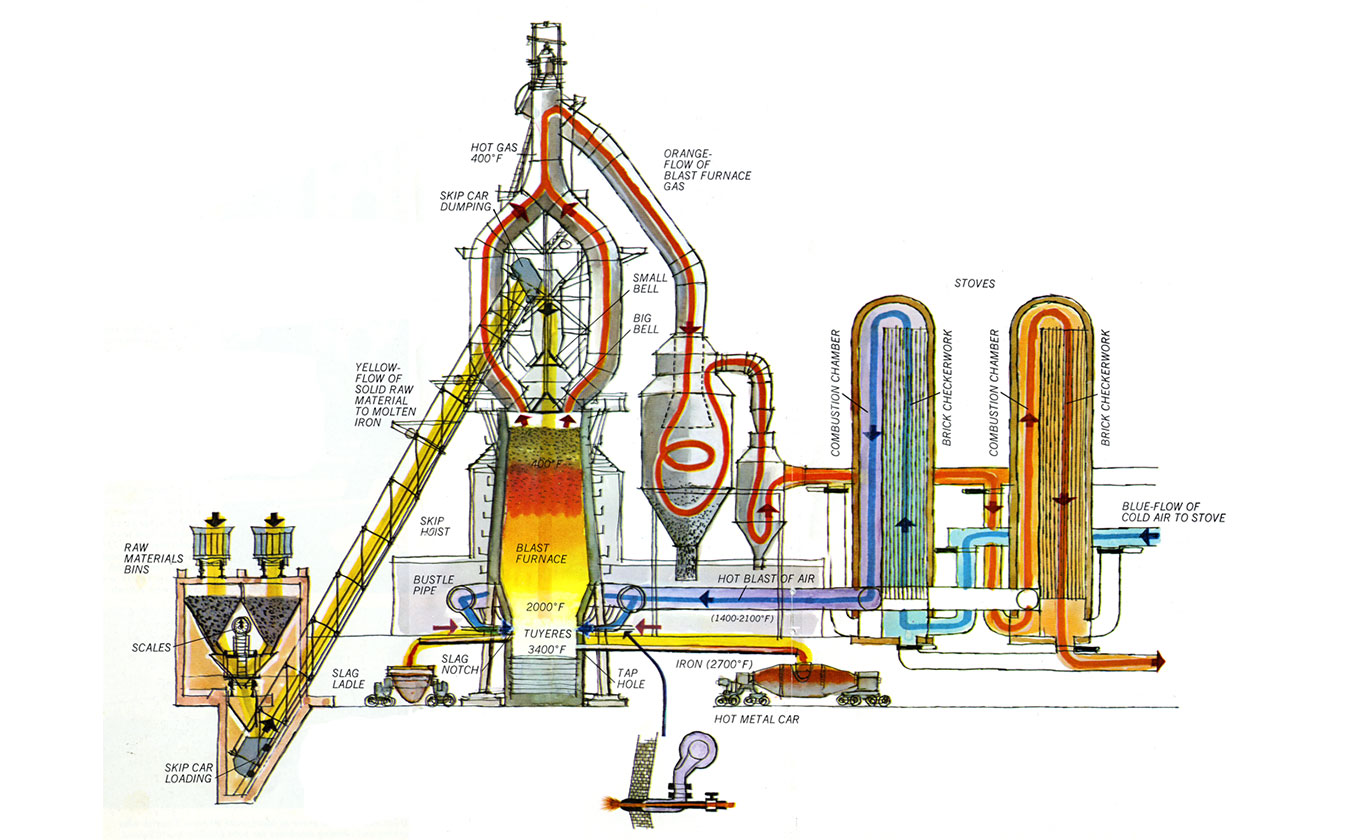 HOT GAS
400°F
ORANGE-
FLOW OF
BLAST FURNACE
GAS
SKIP CAR
DUMPING
SMALL
BELL
BIG
BELL
STOVES
COMBUSTION CHAMBER
BRICK CHECKERWORK
COMBUSTION CHAMBER
BRICK CHECKERWORK
YELLOW-
FLOW OF
SOLID RAW
MATERIAL
TO MOLTEN
IRON
400°F
SKIP
HOIST
BLUE-FLOW OF
COLD AIR TO STOVE
RAW
MATERIALS
BINS
BLAST
FURNACE
BUSTLE
PIPE
HOT BLAST OF AIR
(1400-2100°F)
2000°F
TUYERES
3400°F
SCALES
SLAG
LADLE
SLAG
NOTCH
TAP
HOLE
IRON (2700°F)
HOT METAL CAR
SKIP CAR
LOADING